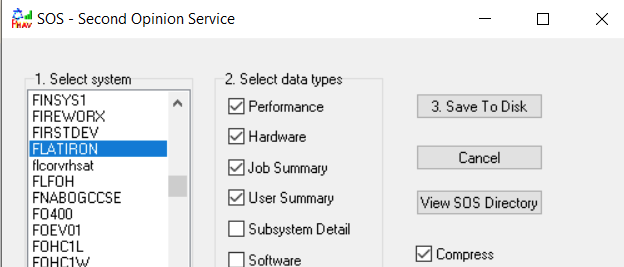 PNAV
SOS - Second Opinion Service
1. Select system
FINSYS1
FIREWORX
FIRSTDEV
FLATIRON
flcorvrhsat
FLFOH
FNABOGCCSE
FO400
FOEV01
FOHC1L
FOHC1W
2. Select data types
Performance
Hardware
Job Summary
User Summary
Subsystem Detail
Software
3. Save To Disk
Cancel
View SOS Directory
Compress